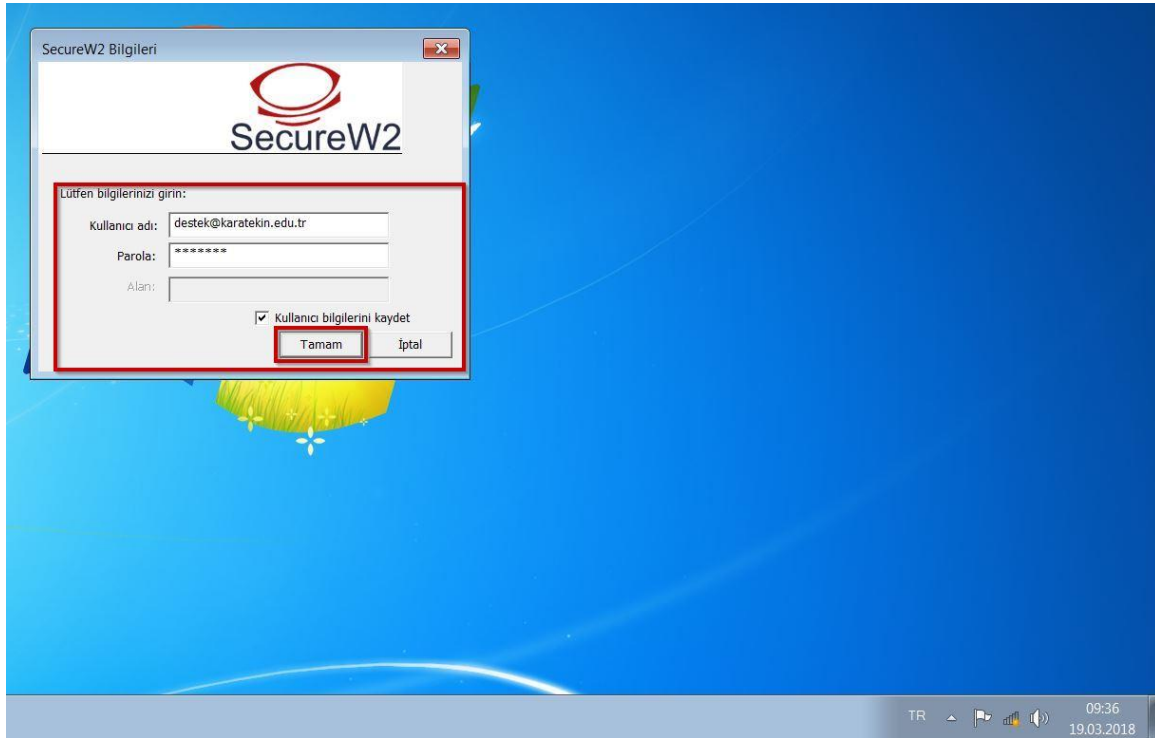 SecureW2 Bilgileri
SecureW2
Lütfen bilgilerinizi girin:
Kullanıcı adı: destek@karatekin.edu.tr
Parola: *******
Alan:
Kullanıcı bilgilerini kaydet
Tamam İptal
TR 09:36
19.03.2018